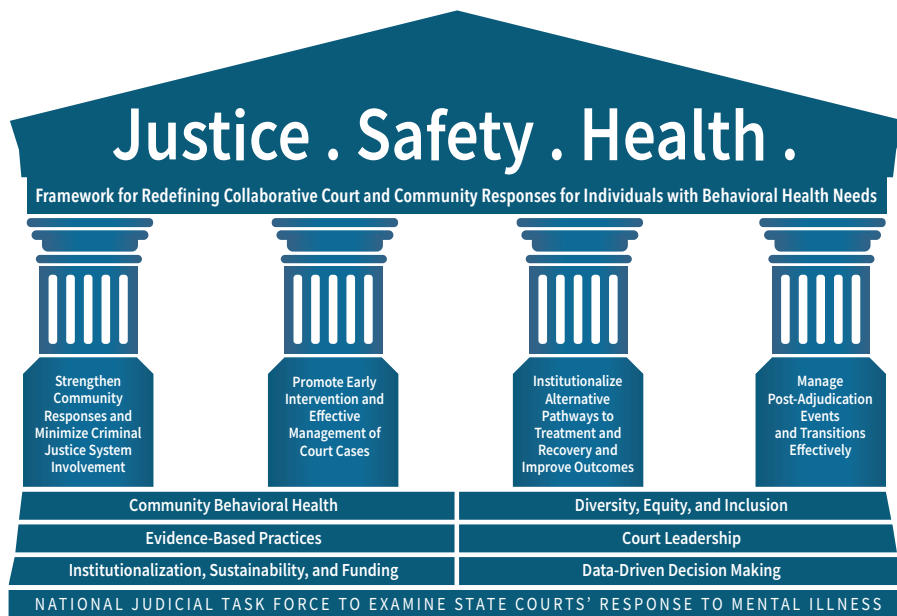 Justice . Safety . Health .
Framework for Redefining Collaborative Court and Community Responses for Individuals with Behavioral Health Needs
Strengthen
Community
Responses and
Minimize Criminal
Justice System
Involvement
Promote Early
Intervention and
Effective
Management of
Court Cases
Institutionalize
Alternative
Pathways to
Treatment and
Recovery and
Improve Outcomes
Manage
Post-Adjudication
Events
and Transitions
Effectively
Community Behavioral Health
Diversity, Equity, and Inclusion
Evidence-Based Practices
Court Leadership
Institutionalization, Sustainability, and Funding
Data-Driven Decision Making
NATIONAL JUDICIAL TASK FORCE TO EXAMINE STATE COURTS’ RESPONSE TO MENTAL ILLNESS